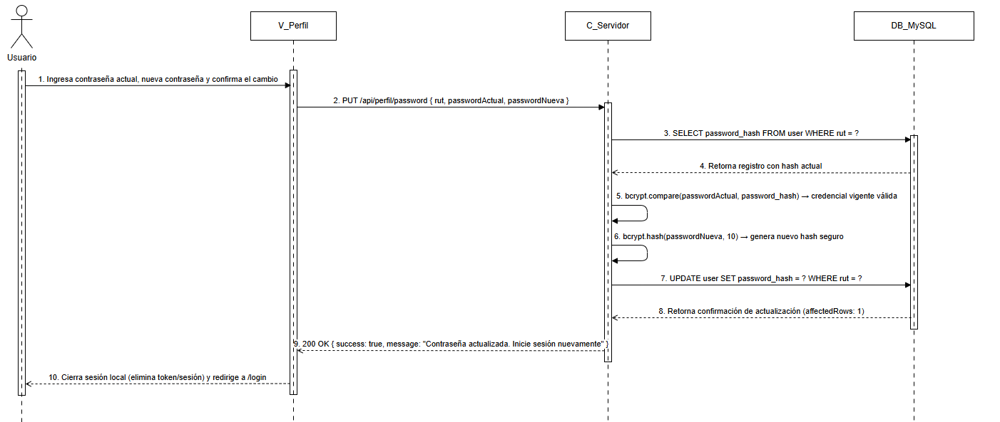 V_Perfil
C_Servidor
DB_MySQL
Usuario
1. Ingresa contraseña actual, nueva contraseña y confirma el cambio
2. PUT /api/perfil/password { rut, passwordActual, passwordNueva }
3. SELECT password_hash FROM user WHERE rut = ?
4. Retorna registro con hash actual
5. bcrypt.compare(passwordActual, password_hash) → credencial vigente válida
6. bcrypt.hash(passwordNueva, 10) → genera nuevo hash seguro
7. UPDATE user SET password_hash = ? WHERE rut = ?
8. Retorna confirmación de actualización (affectedRows: 1)
9. 200 OK { success: true, message: "Contraseña actualizada. Inicie sesión nuevamente" }
10. Cierra sesión local (elimina token/sesión) y redirige a /login